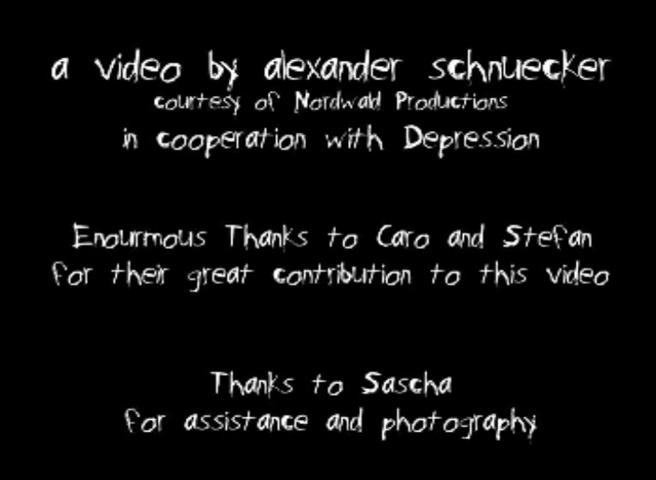 a video by alexander schnuecker
courtesy of Nordwald Productions
in cooperation with Depression
Enourmous Thanks to Caro and Stefan
for their great contribution to this video
Thanks to Sascha
for assistance and photography